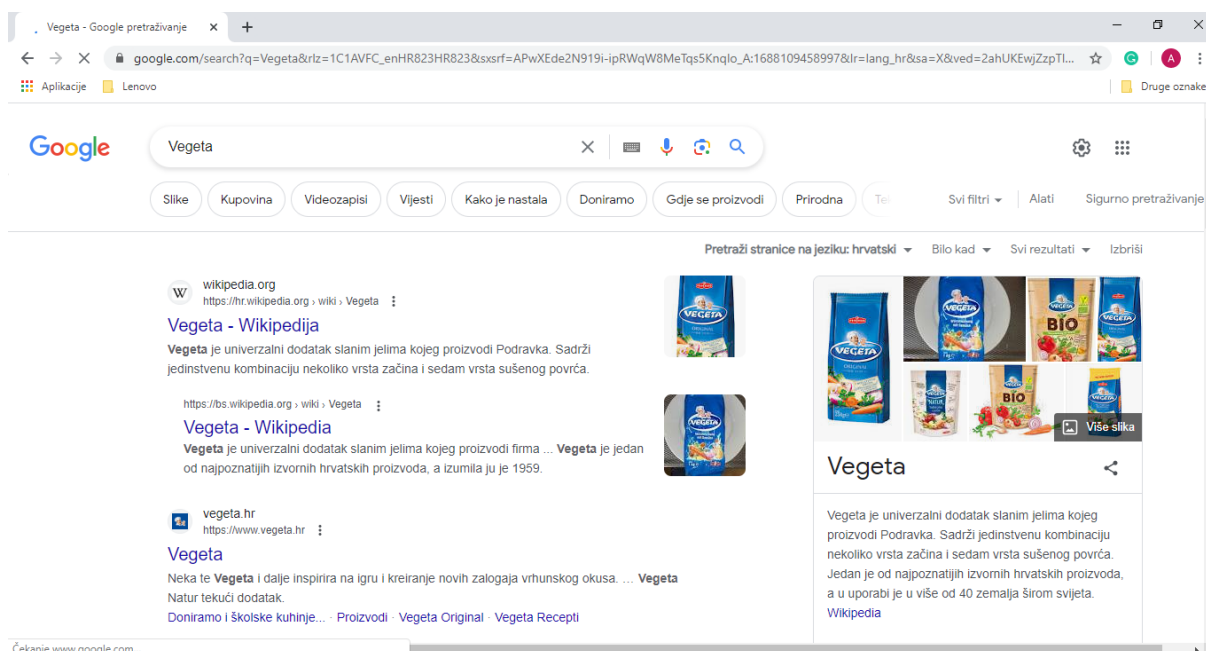 Vegeta - Google pretraživanje
google.com/search?q=Vegeta&rlz=1C1AVFC_enHR823HR823&sxsrf=APwXEde2N919i-ipRWqW8MeTqs5Knqlo_A:1688109458997&lr=lang_hr&sa=X&ved=2ahUKEwjZzpTl... A
Aplikacije Lenovo Druge oznake
Google Vegeta
Slike Kupovina Videozapisi Vijesti Kako je nastala Doniramo Gdje se proizvodi Prirodna Svi filtri Alati Sigurno pretraživanje
Pretraži stranice na jeziku: hrvatski Bilo kad Svi rezultati Izbriši
W wikipedia.org
https://hr.wikipedia.org › wiki › Vegeta
Vegeta - Wikipedija
Vegeta je univerzalni dodatak slanim jelima kojeg proizvodi Podravka. Sadrži
jedinstvenu kombinaciju nekoliko vrsta začina i sedam vrsta sušenog povrća.
VEGETA
https://bs.wikipedia.org › wiki › Vegeta
Vegeta - Wikipedia
Vegeta je univerzalni dodatak slanim jelima kojeg proizvodi firma ... Vegeta je jedan
od najpoznatijih izvornih hrvatskih proizvoda, a izumila ju je 1959.
VEGETA
vegeta.hr
https://www.vegeta.hr
Vegeta
Neka te Vegeta i dalje inspirira na igru i kreiranje novih zalogaja vrhunskog okusa. ... Vegeta
Natur tekući dodatak.
Doniramo i školske kuhinje... · Proizvodi · Vegeta Original · Vegeta Recepti
VEGETA
VEGETA
BIO
VEGETA
BIO
Više slika
Vegeta
Vegeta je univerzalni dodatak slanim jelima kojeg
proizvodi Podravka. Sadrži jedinstvenu kombinaciju
nekoliko vrsta začina i sedam vrsta sušenog povrća.
Jedan je od najpoznatijih izvornih hrvatskih proizvoda,
a u uporabi je u više od 40 zemalja širom svijeta.
Wikipedia
Čekanje www.google.com